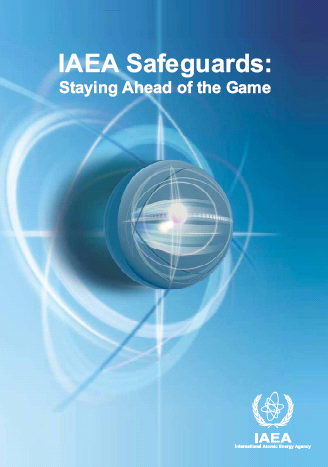 IAEA Safeguards:
Staying Ahead of the Game
IAEA
International Atomic Energy Agency